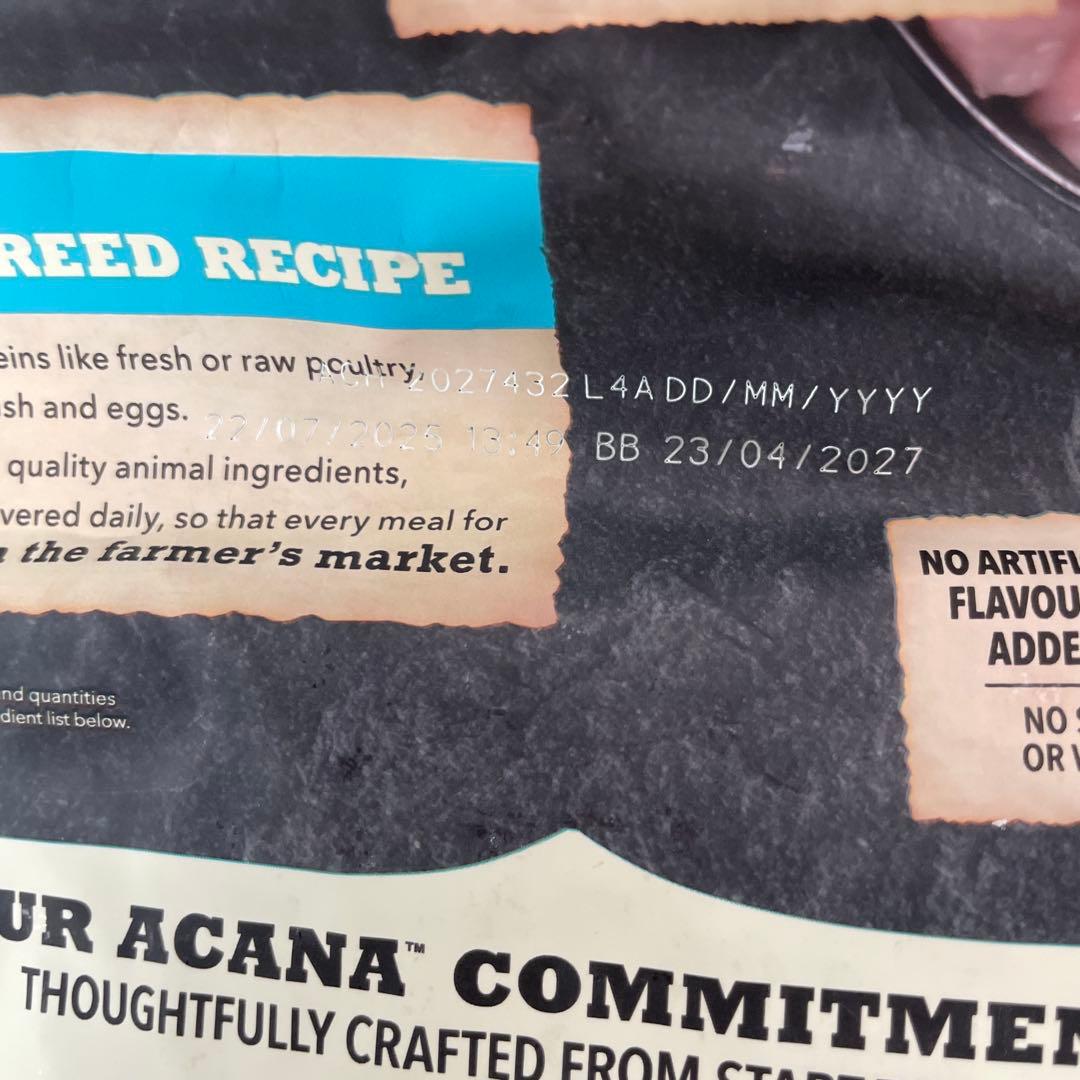 REED RECIPE
eins like fresh or raw poultry,
sh and eggs.
quality animal ingredients,
vered daily, so that every meal for
the farmer's market.
2027432 L4A DD/MM/YYYY
22/07/2025 13:49 BB 23/04/2027
NO ARTIFI
FLAVOU
ADDE
NO
OR
nd quantities
dient list below.
UR ACANA™ COMMITMEN
THOUGHTFULLY CRAFTED FROM